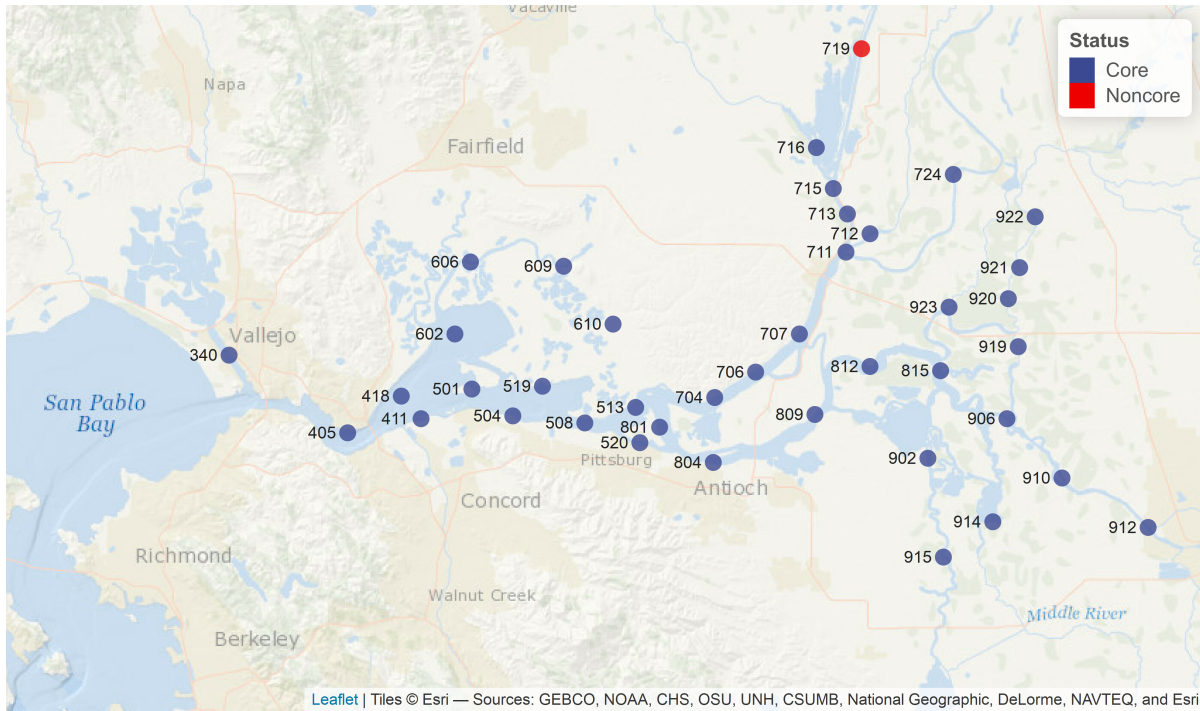 Vacaville
Status
Core
Noncore
719
Napa
Fairfield
716
724
715
713
922
712
711
606
609
921
920
923
610
602
707
Vallejo
919
340
812
815
706
519
501
418
704
San Pablo
Bay
513
504
411
809
508
801
906
405
520
Pittsburg
804
902
Antioch
910
Concord
914
912
Richmond
915
Walnut Creek
Middle River
Berkeley
Leaflet | Tiles © Esri — Sources: GEBCO, NOAA, CHS, OSU, UNH, CSUMB, National Geographic, DeLorme, NAVTEQ, and Esri